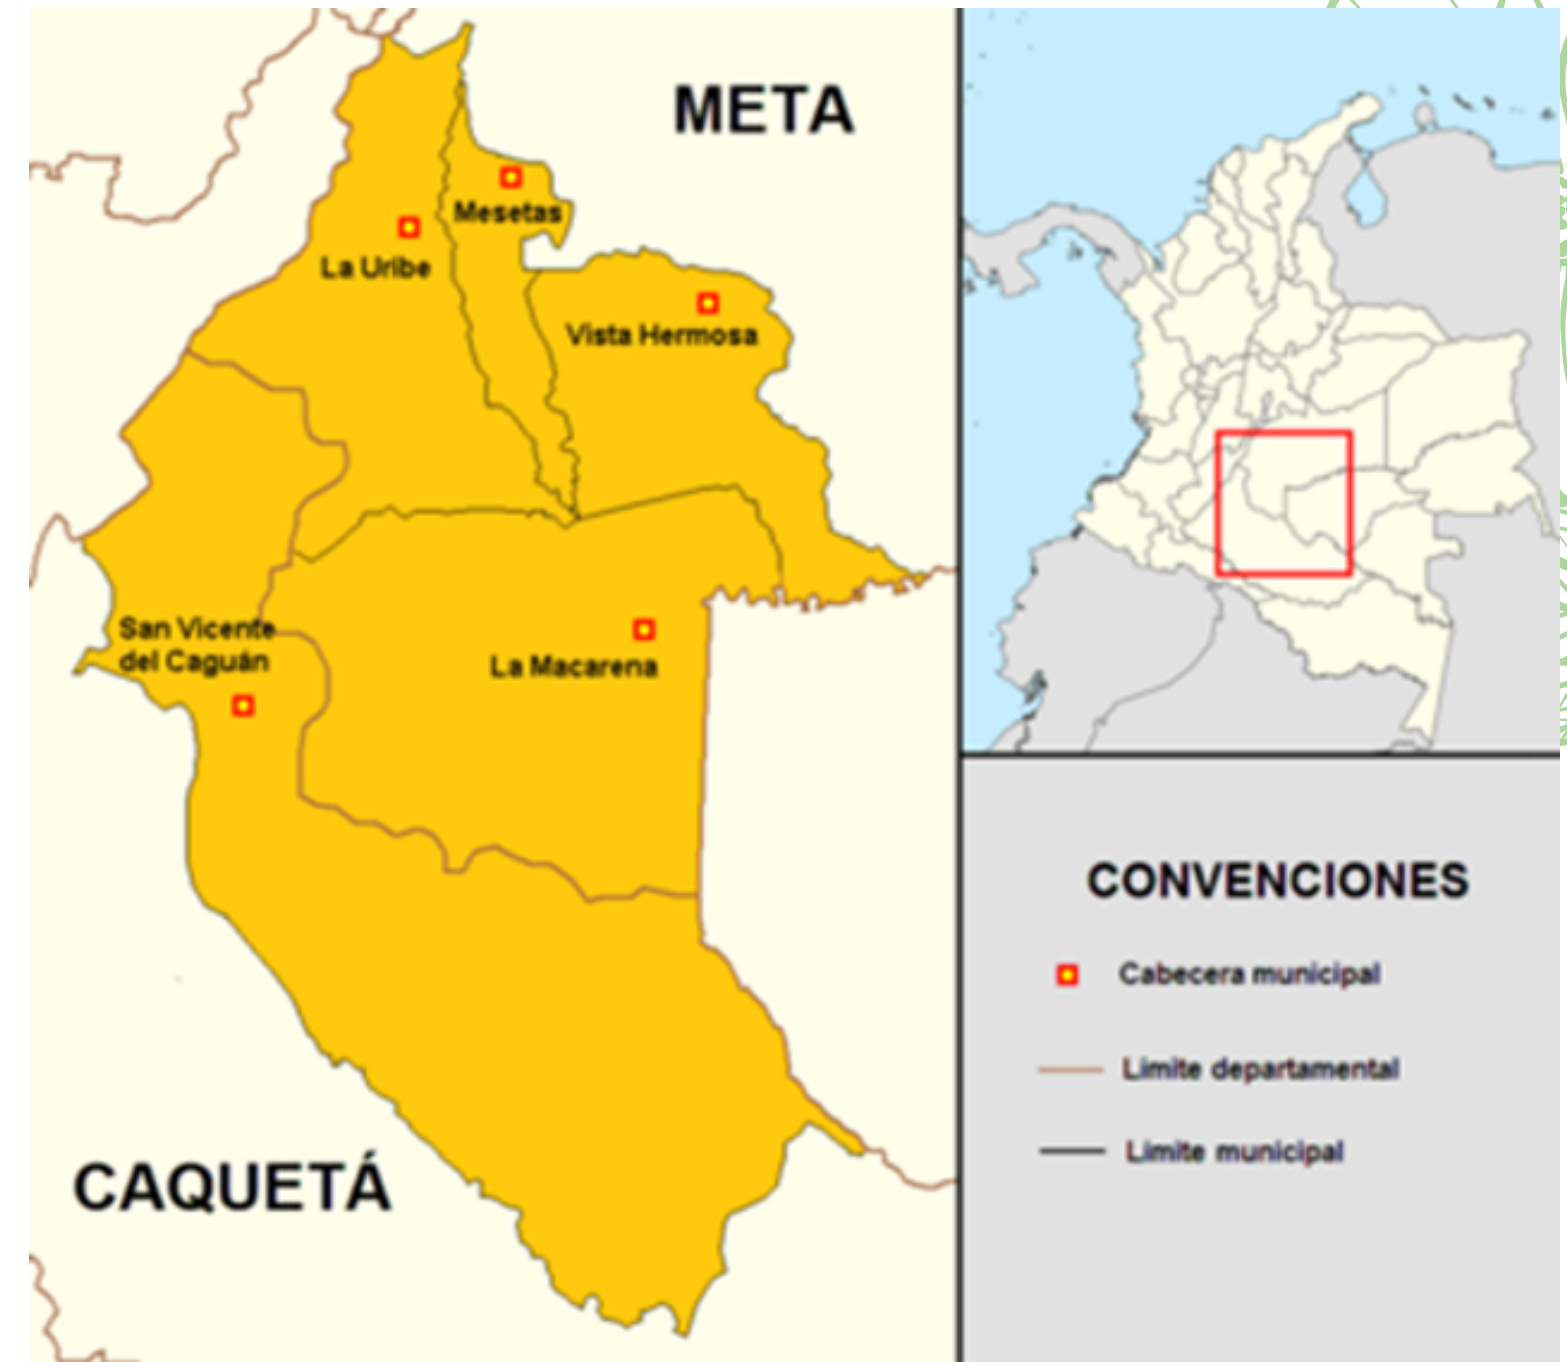 META
Mesetas
La Uribe
Vista Hermosa
San Vicente
del Caguán
La Macarena
CAQUETÁ
CONVENCIONES
Cabecera municipal
Limite departamental
Limite municipal